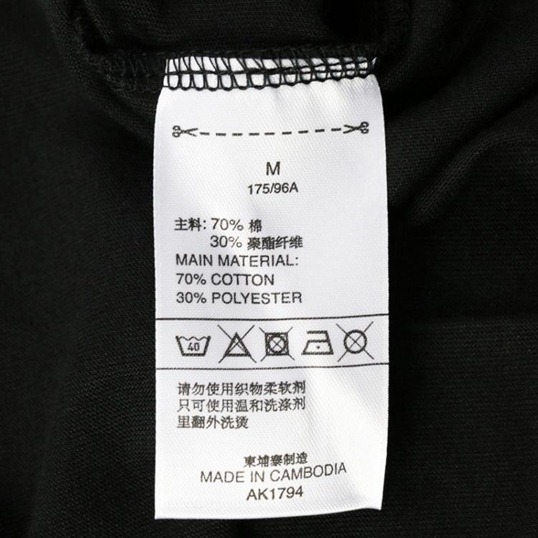 M
175/96A
主料: 70% 棉
30% 聚酯纤维
MAIN MATERIAL:
70% COTTON
30% POLYESTER
40
请勿使用织物柔软剂
只可使用温和洗涤剂
里翻外洗烫
柬埔寨制造
MADE IN CAMBODIA
AK1794